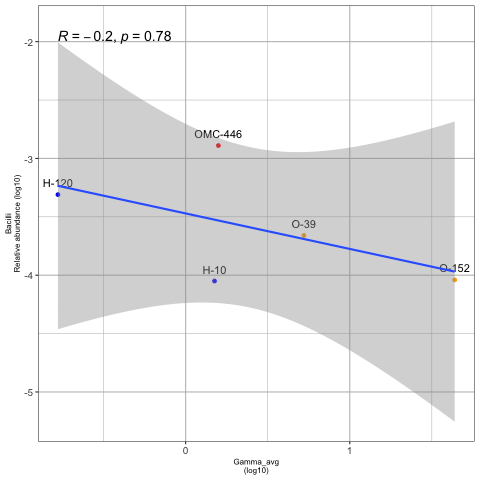 R = −0.2, p = 0.78
-2
OMC-446
-3
H-120
O-39
O-152
H-10
-4
-5
0
1
Bacilli
Relative abundance (log10)
Gamma_avg
(log10)